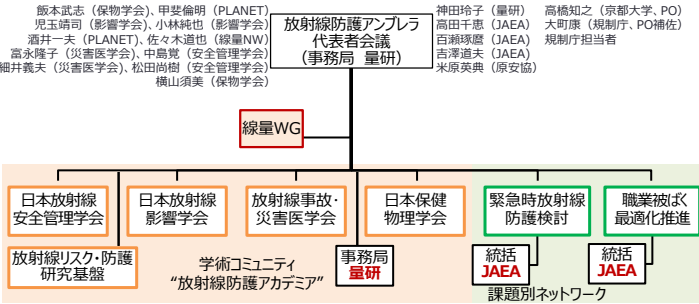 飯本武志（保物学会）、甲斐倫明（PLANET）
児玉靖司（影響学会）、小林純也（影響学会）
酒井一夫（PLANET）、佐々木道也（線量NW）
富永隆子（災害医学会）、中島覚（安全管理学会）
細井義夫（災害医学会）、松田尚樹（安全管理学会）
横山須美（保物学会）
放射線防護アンブレラ
代表者会議
（事務局　量研）
神田玲子（量研）
高田千恵（JAEA）
百瀬琢麿（JAEA）
吉澤道夫（JAEA）
米原英典（原安協）
高橋知之（京都大学、PO）
大町康（規制庁、PO補佐）
規制庁担当者
線量WG
日本放射線
安全管理学会
日本放射線
影響学会
放射線事故・
災害医学会
日本保健
物理学会
緊急時放射線
防護検討
職業被ばく
最適化推進
放射線リスク・防護
研究基盤
学術コミュニティ
“放射線防護アカデミア”
事務局
量研
統括
JAEA
統括
JAEA
課題別ネットワーク